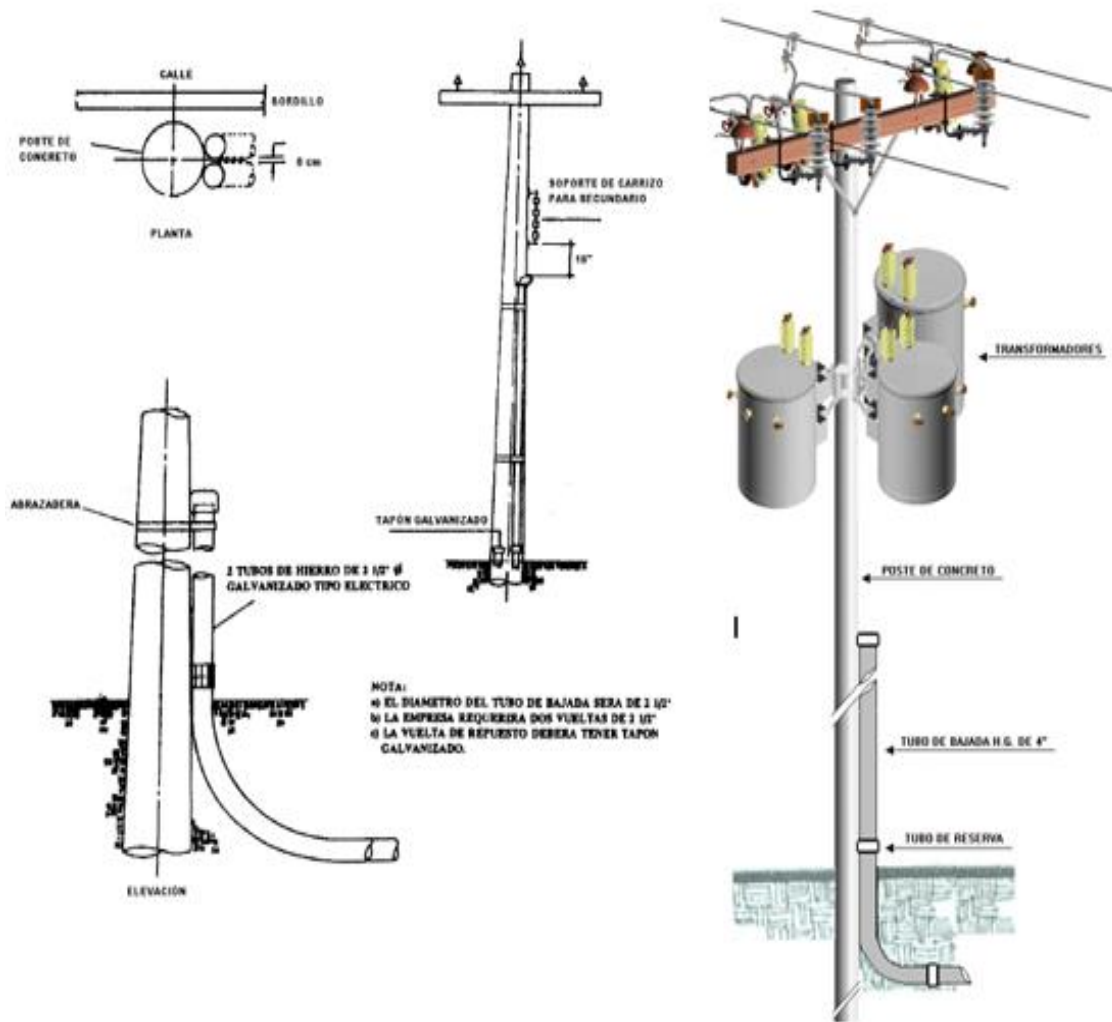 CALLE
BORDILLO
POSTE DE
CONCRETO
8 cm
PLANTA
SOPORTE DE CARRIZO
PARA SECUNDARIO
18"
TAPÓN GALVANIZADO
ABRAZADERA
2 TUBOS DE HIERRO DE 2 1/2" Ø
GALVANIZADO TIPO ELECTRICO
NOTA:
a) EL DIAMETRO DEL TUBO DE BAJADA SERA DE 2 1/2"
b) LA EMPRESA REQUERIRA DOS VUELTAS DE 2 1/2"
c) LA VUELTA DE REPUESTO DEBERA TENER TAPON
GALVANIZADO.
ELEVACIÓN
TRANSFORMADORES
POSTE DE CONCRETO
TUBO DE BAJADA H.G. DE 4"
TUBO DE RESERVA